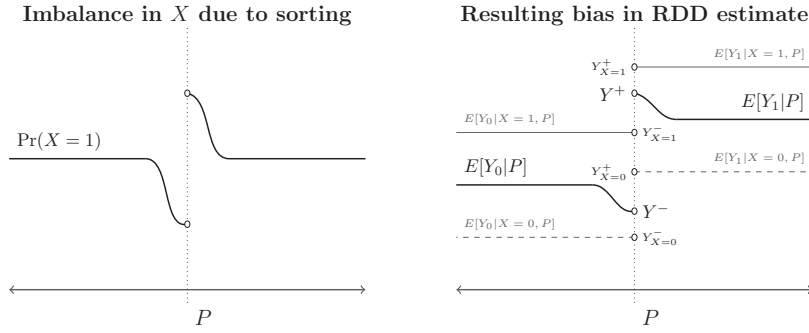 Imbalance in X due to sorting
Pr(X = 1)
P
Resulting bias in RDD estimate
Y⁺_{X=1}
E[Y₁|X = 1, P]
Y⁺
E[Y₁|P]
E[Y₀|X = 1, P]
Y⁻_{X=1}
Y⁺_{X=0}
E[Y₁|X = 0, P]
E[Y₀|P]
Y⁻
E[Y₀|X = 0, P]
Y⁻_{X=0}
P